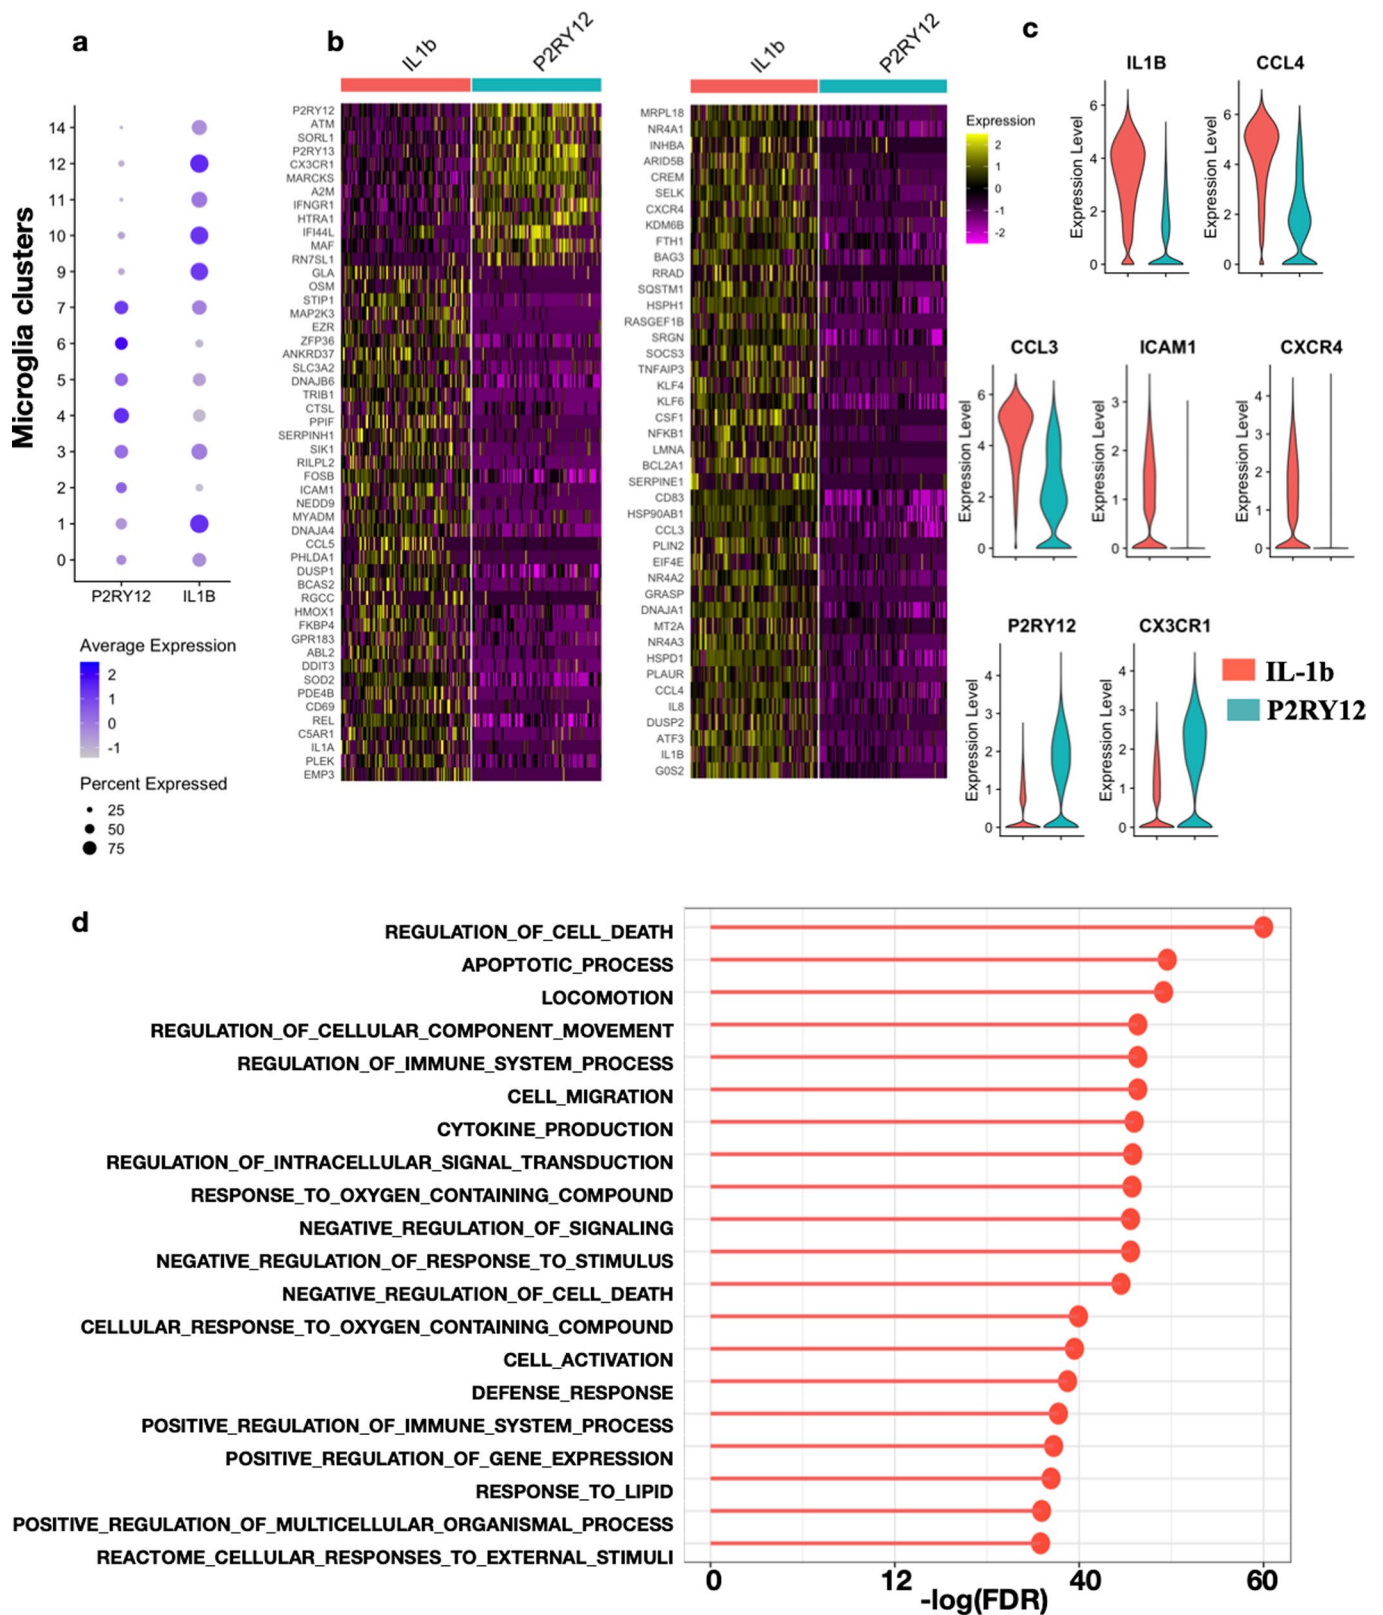 a
Microglia clusters
14
12
11
10
9
7
6
5
4
3
2
1
0
P2RY12 IL1B
Average Expression
2
1
0
-1
Percent Expressed
25
50
75
b
IL1b P2RY12
P2RY12
ATM
SORL1
P2RY13
CX3CR1
MARCKS
A2M
IFNGR1
HTRA1
IFI44L
MAF
RN7SL1
GLA
OSM
STIP1
MAP2K3
EZR
ZFP36
ANKRD37
SLC3A2
DNAJB6
TRIB1
CTSL
PPIF
SERPINH1
SIK1
RILPL2
FOSB
ICAM1
NEDD9
MYADM
DNAJA4
CCL5
PHLDA1
DUSP1
BCAS2
RGCC
HMOX1
FKBP4
GPR183
ABL2
DDIT3
SOD2
PDE4B
CD69
REL
C5AR1
IL1A
PLEK
EMP3
IL1b P2RY12
MRPL18
NR4A1
INHBA
ARID5B
CREM
SELK
CXCR4
KDM6B
FTH1
BAG3
RRAD
SQSTM1
HSPH1
RASGEF1B
SRGN
SOCS3
TNFAIP3
KLF4
KLF6
CSF1
NFKB1
LMNA
BCL2A1
SERPINE1
CD83
HSP90AB1
CCL3
PLIN2
EIF4E
NR4A2
GRASP
DNAJA1
MT2A
NR4A3
HSPD1
PLAUR
CCL4
IL8
DUSP2
ATF3
IL1B
G0S2
Expression
2
1
0
-1
-2
c
IL1B
Expression Level
6
4
2
0
CCL4
Expression Level
6
4
2
0
CCL3
Expression Level
6
4
2
0
ICAM1
Expression Level
3
2
1
0
CXCR4
Expression Level
4
3
2
1
0
P2RY12
Expression Level
4
3
2
1
0
CX3CR1
Expression Level
4
3
2
1
0
IL-1b
P2RY12
d
REGULATION_OF_CELL_DEATH
APOPTOTIC_PROCESS
LOCOMOTION
REGULATION_OF_CELLULAR_COMPONENT_MOVEMENT
REGULATION_OF_IMMUNE_SYSTEM_PROCESS
CELL_MIGRATION
CYTOKINE_PRODUCTION
REGULATION_OF_INTRACELLULAR_SIGNAL_TRANSDUCTION
RESPONSE_TO_OXYGEN_CONTAINING_COMPOUND
NEGATIVE_REGULATION_OF_SIGNALING
NEGATIVE_REGULATION_OF_RESPONSE_TO_STIMULUS
NEGATIVE_REGULATION_OF_CELL_DEATH
CELLULAR_RESPONSE_TO_OXYGEN_CONTAINING_COMPOUND
CELL_ACTIVATION
DEFENSE_RESPONSE
POSITIVE_REGULATION_OF_IMMUNE_SYSTEM_PROCESS
POSITIVE_REGULATION_OF_GENE_EXPRESSION
RESPONSE_TO_LIPID
POSITIVE_REGULATION_OF_MULTICELLULAR_ORGANISMAL_PROCESS
REACTOME_CELLULAR_RESPONSES_TO_EXTERNAL_STIMULI
0 12 40 60
-log(FDR)